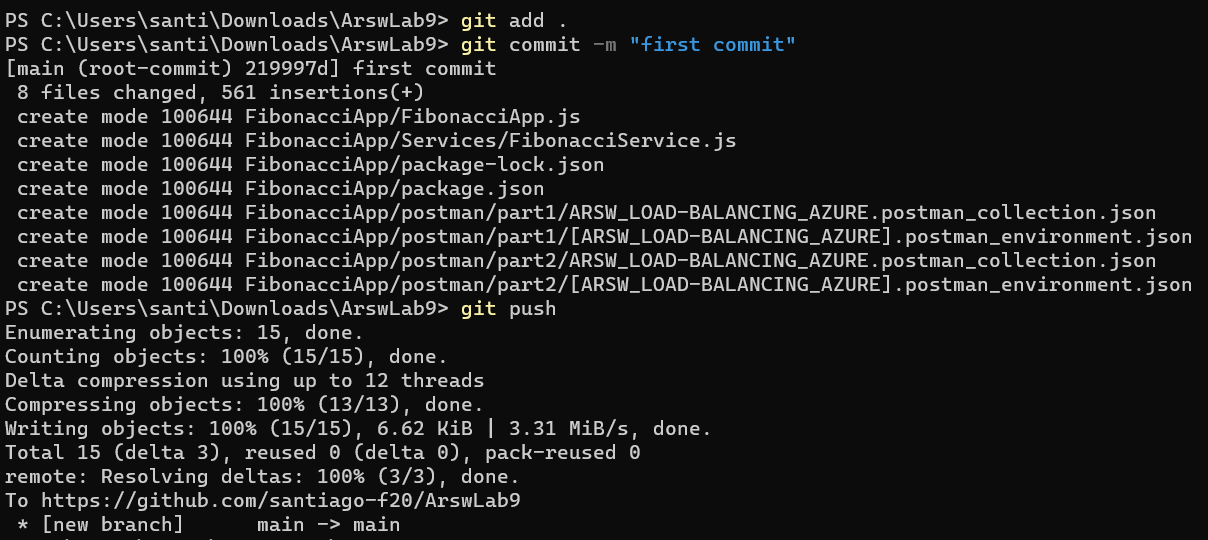 PS C:\Users\santi\Downloads\ArswLab9> git add .
PS C:\Users\santi\Downloads\ArswLab9> git commit -m "first commit"
[main (root-commit) 219997d] first commit
 8 files changed, 561 insertions(+)
 create mode 100644 FibonacciApp/FibonacciApp.js
 create mode 100644 FibonacciApp/Services/FibonacciService.js
 create mode 100644 FibonacciApp/package-lock.json
 create mode 100644 FibonacciApp/package.json
 create mode 100644 FibonacciApp/postman/part1/ARSW_LOAD-BALANCING_AZURE.postman_collection.json
 create mode 100644 FibonacciApp/postman/part1/[ARSW_LOAD-BALANCING_AZURE].postman_environment.json
 create mode 100644 FibonacciApp/postman/part2/ARSW_LOAD-BALANCING_AZURE.postman_collection.json
 create mode 100644 FibonacciApp/postman/part2/[ARSW_LOAD-BALANCING_AZURE].postman_environment.json
PS C:\Users\santi\Downloads\ArswLab9> git push
Enumerating objects: 15, done.
Counting objects: 100% (15/15), done.
Delta compression using up to 12 threads
Compressing objects: 100% (13/13), done.
Writing objects: 100% (15/15), 6.62 KiB | 3.31 MiB/s, done.
Total 15 (delta 3), reused 0 (delta 0), pack-reused 0
remote: Resolving deltas: 100% (3/3), done.
To https://github.com/santiago-f20/ArswLab9
 * [new branch]      main -> main